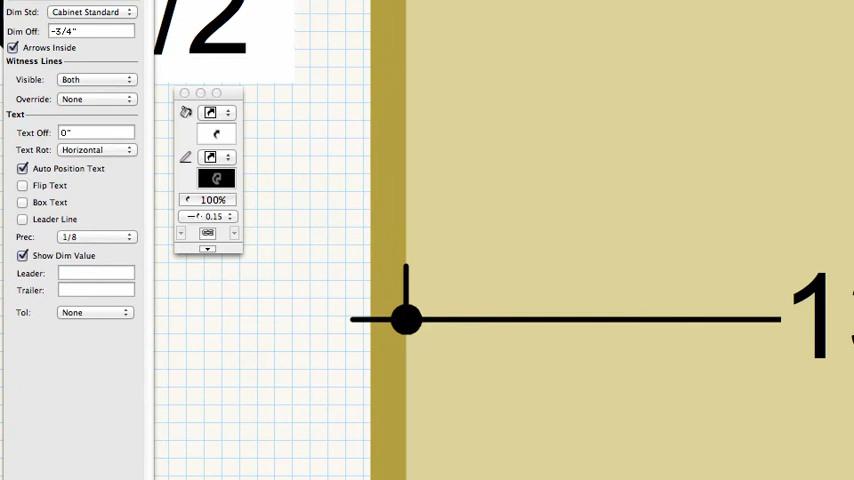 Dim Std: Cabinet Standard
Dim Off: -3/4"
Arrows Inside
Witness Lines
Visible: Both
Override: None
Text
Text Off: 0"
Text Rot: Horizontal
Auto Position Text
Flip Text
Box Text
Leader Line
Prec: 1/8
Show Dim Value
Leader:
Trailer:
Tol: None
/2
100%
0.15
1